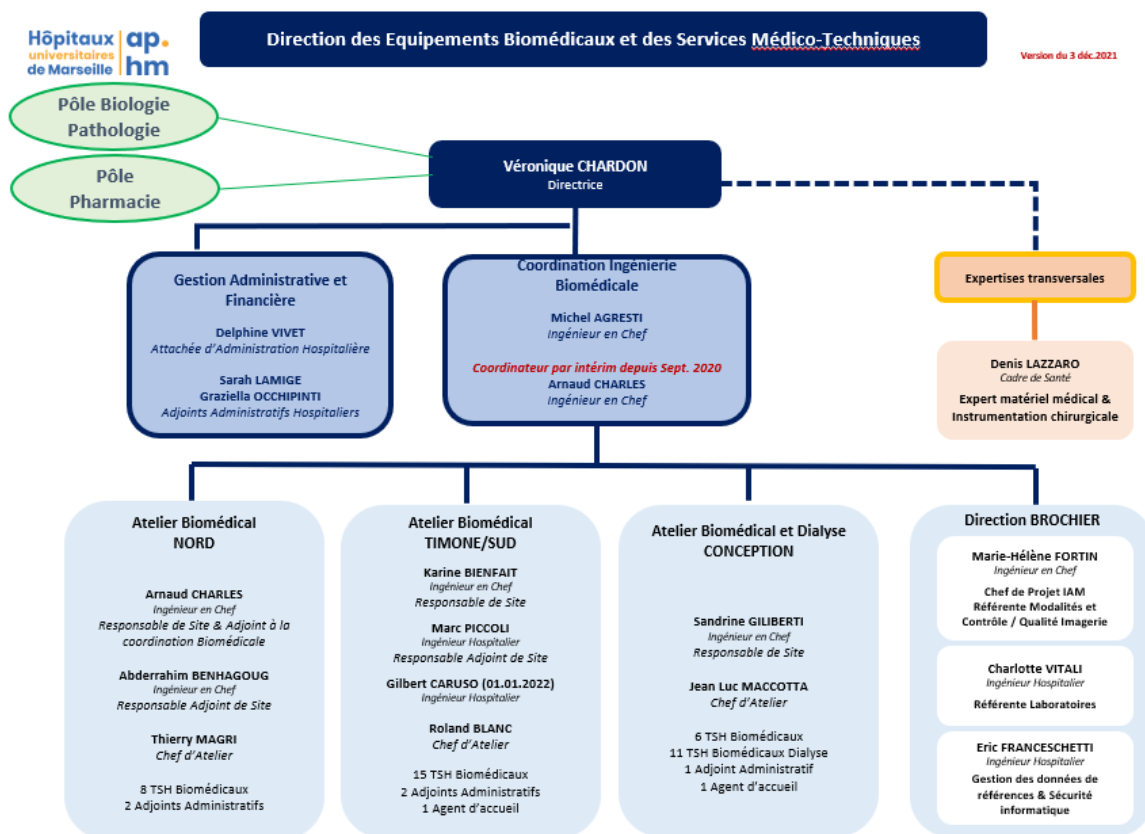 Hôpitaux
universitaires
de Marseille
ap.
hm
Direction des Equipements Biomédicaux et des Services Médico-Techniques
Version du 3 déc.2021
Pôle Biologie
Pathologie
Pôle
Pharmacie
Véronique CHARDON
Directrice
Gestion Administrative et
Financière
Delphine VIVET
Attachée d'Administration Hospitalière
Sarah LAMIGE
Graziella OCCHIPINTI
Adjoints Administratifs Hospitaliers
Coordination Ingénierie
Biomédicale
Michel AGRESTI
Ingénieur en Chef
Coordinateur par intérim depuis Sept. 2020
Arnaud CHARLES
Ingénieur en Chef
Expertises transversales
Denis LAZZARO
Cadre de Santé
Expert matériel médical &
Instrumentation chirurgicale
Atelier Biomédical
NORD
Arnaud CHARLES
Ingénieur en Chef
Responsable de Site & Adjoint à la
coordination Biomédicale
Abderrahim BENHAGOUG
Ingénieur en Chef
Responsable Adjoint de Site
Thierry MAGRI
Chef d'Atelier
8 TSH Biomédicaux
2 Adjoints Administratifs
Atelier Biomédical
TIMONE/SUD
Karine BIENFAIT
Ingénieur en Chef
Responsable de Site
Marc PICCOLI
Ingénieur Hospitalier
Responsable Adjoint de Site
Gilbert CARUSO (01.01.2022)
Ingénieur Hospitalier
Roland BLANC
Chef d'Atelier
15 TSH Biomédicaux
2 Adjoints Administratifs
1 Agent d'accueil
Atelier Biomédical et Dialyse
CONCEPTION
Sandrine GILIBERTI
Ingénieur en Chef
Responsable de Site
Jean Luc MACCOTTA
Chef d'Atelier
6 TSH Biomédicaux
11 TSH Biomédicaux Dialyse
1 Adjoint Administratif
1 Agent d'accueil
Direction BROCHIER
Marie-Hélène FORTIN
Ingénieur en Chef
Chef de Projet IAM
Référente Modalités et
Contrôle / Qualité Imagerie
Charlotte VITALI
Ingénieur Hospitalier
Référente Laboratoires
Eric FRANCESCHETTI
Ingénieur Hospitalier
Gestion des données de
références & Sécurité
informatique